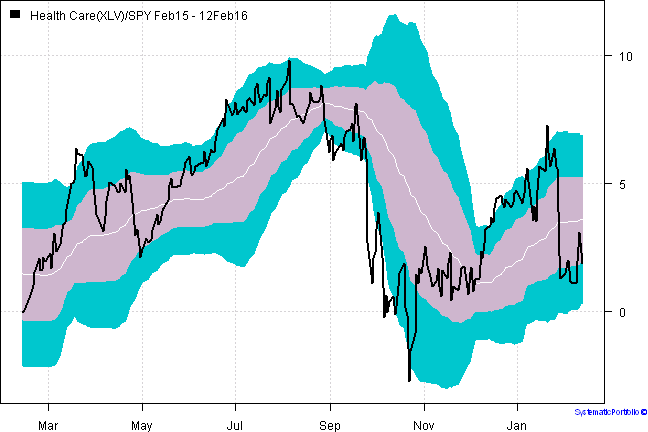 Health Care(XLV)/SPY Feb15 - 12Feb16
10
5
0
Mar May Jul Sep Nov Jan
SystematicPortfolio ©